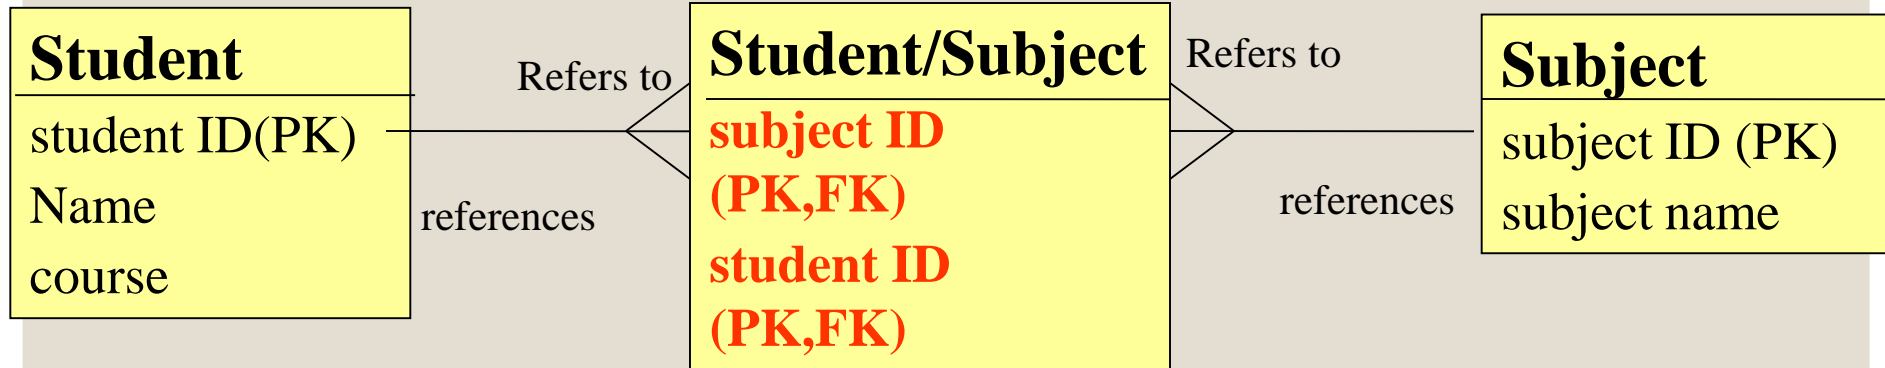 Student
student ID(PK)
Name
course
Refers to
references
Student/Subject
subject ID
(PK,FK)
student ID
(PK,FK)
Refers to
references
Subject
subject ID (PK)
subject name